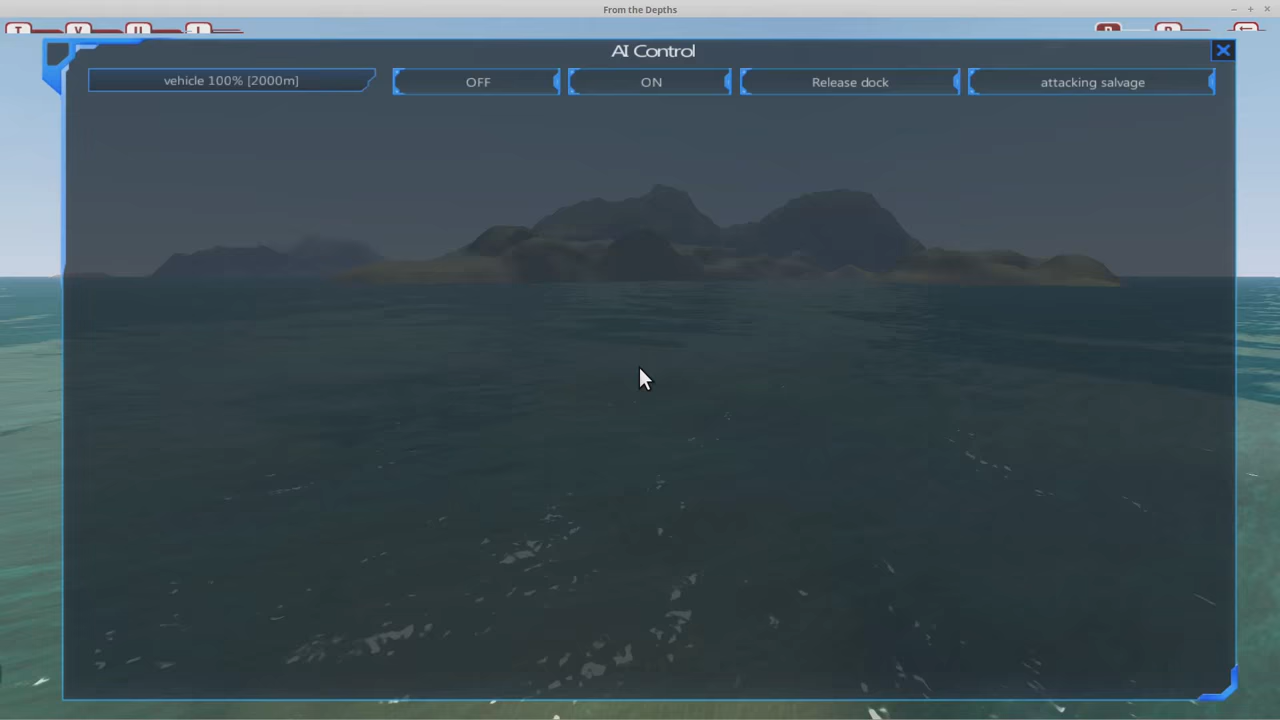 From the Depths
AI Control
vehicle 100% [2000m]
OFF
ON
Release dock
attacking salvage